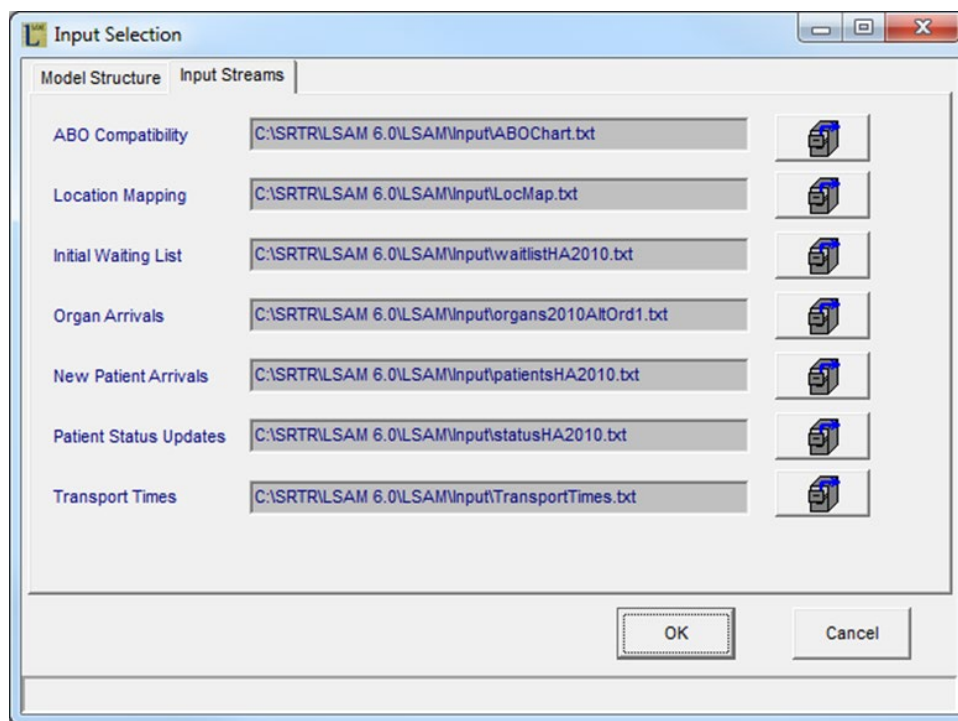 Input Selection
Model Structure Input Streams
ABO Compatibility C:\SRTR\LSAM 6.0\LSAM\Input\ABOChart.txt
Location Mapping C:\SRTR\LSAM 6.0\LSAM\Input\LocMap.txt
Initial Waiting List C:\SRTR\LSAM 6.0\LSAM\Input\waitlistHA2010.txt
Organ Arrivals C:\SRTR\LSAM 6.0\LSAM\Input\organs2010AltOrd1.txt
New Patient Arrivals C:\SRTR\LSAM 6.0\LSAM\Input\patientsHA2010.txt
Patient Status Updates C:\SRTR\LSAM 6.0\LSAM\Input\statusHA2010.txt
Transport Times C:\SRTR\LSAM 6.0\LSAM\Input\TransportTimes.txt
OK Cancel